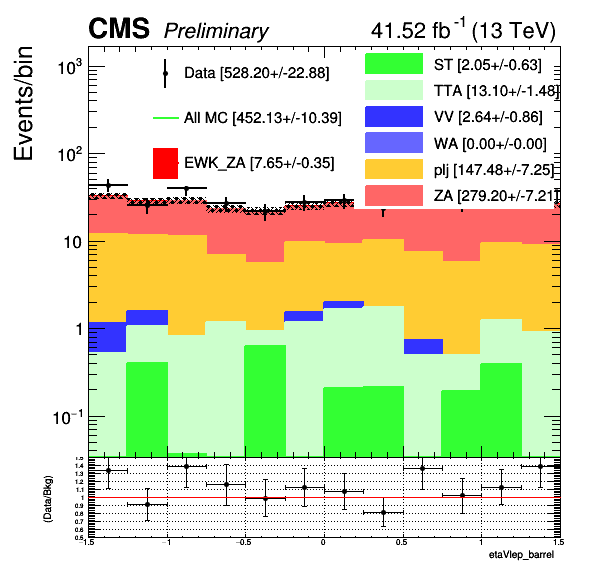 CMS Preliminary 41.52 fb⁻¹ (13 TeV)
Events/bin
10³
10²
10
1
10⁻¹
Data [528.20+/-22.88]
All MC [452.13+/-10.39]
EWK_ZA [7.65+/-0.35]
ST [2.05+/-0.63]
TTA [13.10+/-1.48]
VV [2.64+/-0.86]
WA [0.00+/-0.00]
plj [147.48+/-7.25]
ZA [279.20+/-7.21]
(Data/Bkg)
1.5
1.4
1.3
1.2
1.1
1
0.9
0.8
0.7
0.6
0.5
-1.5 -1 -0.5 0 0.5 1 1.5
etaVlep_barrel